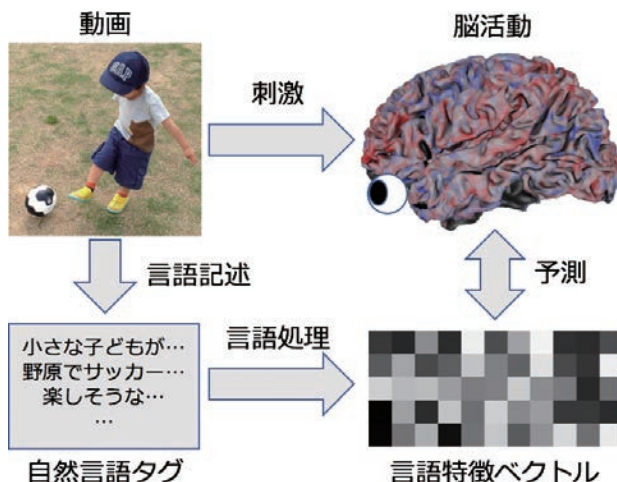 動画
脳活動
GAP
刺激
言語記述
予測
小さな子どもが…
野原でサッカー…
楽しそうな…
…
言語処理
自然言語タグ
言語特徴ベクトル